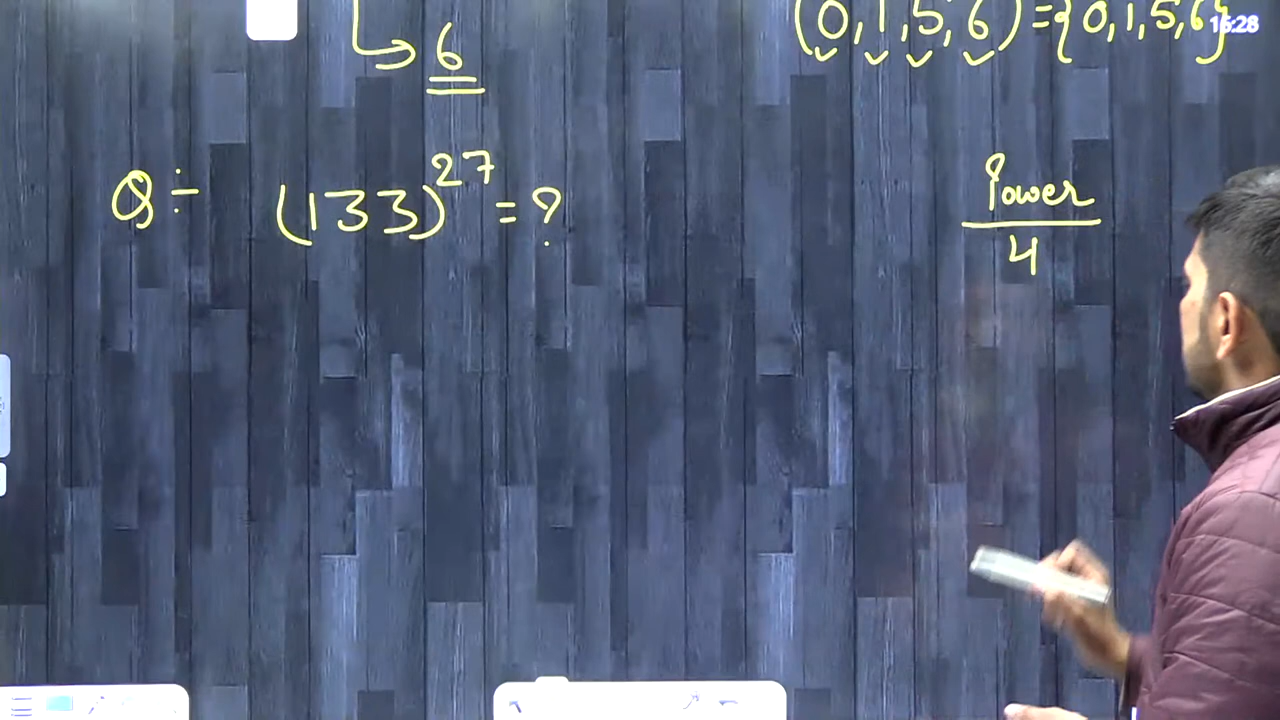 (0,1,5,6) = {0,1,5,6}
16:28
6
Q÷ (133)^27 = ?
Power
4